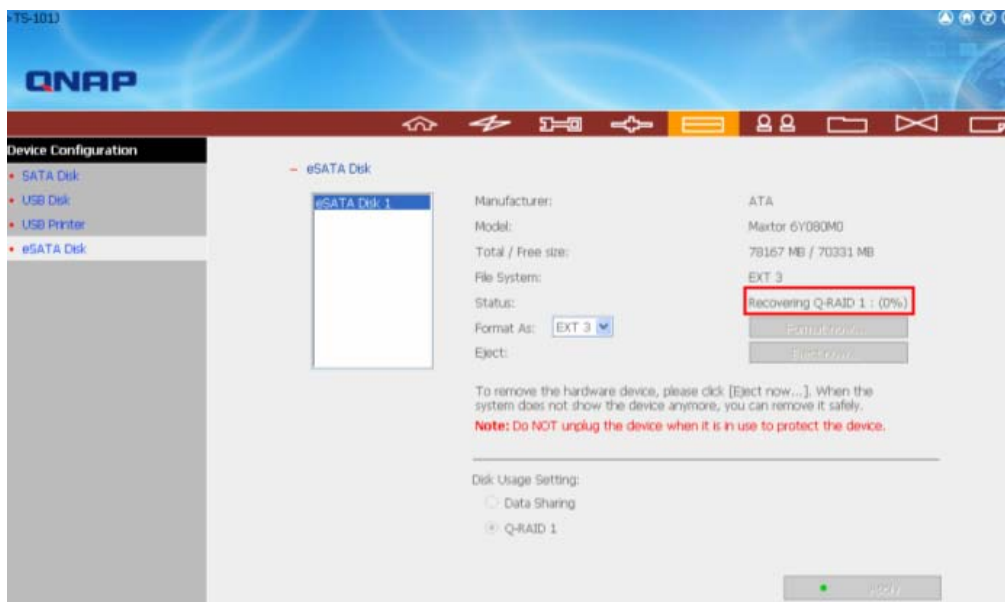 TS-101J
QNAP
Device Configuration
SATA Disk
USB Disk
USB Printer
eSATA Disk
eSATA Disk
eSATA Disk 1
Manufacturer: ATA
Model: Maxtor 6Y080M0
Total / Free size: 78167 MB / 70331 MB
File System: EXT 3
Status: Recovering Q-RAID 1 : (0%)
Format As: EXT 3 Format now...
Eject: Eject now...
To remove the hardware device, please click [Eject now...]. When the
system does not show the device anymore, you can remove it safely.
Note: Do NOT unplug the device when it is in use to protect the device.
Disk Usage Setting:
Data Sharing
Q-RAID 1
Apply